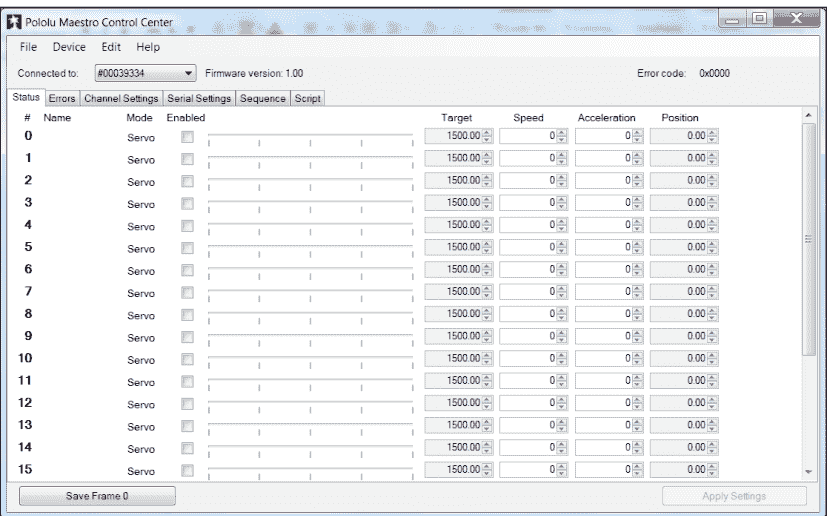 Pololu Maestro Control Center
File Device Edit Help
Connected to: #00039334 Firmware version: 1.00 Error code: 0x0000
Status Errors Channel Settings Serial Settings Sequence Script
# Name Mode Enabled Target Speed Acceleration Position
0 Servo 1500.00 0 0 0.00
1 Servo 1500.00 0 0 0.00
2 Servo 1500.00 0 0 0.00
3 Servo 1500.00 0 0 0.00
4 Servo 1500.00 0 0 0.00
5 Servo 1500.00 0 0 0.00
6 Servo 1500.00 0 0 0.00
7 Servo 1500.00 0 0 0.00
8 Servo 1500.00 0 0 0.00
9 Servo 1500.00 0 0 0.00
10 Servo 1500.00 0 0 0.00
11 Servo 1500.00 0 0 0.00
12 Servo 1500.00 0 0 0.00
13 Servo 1500.00 0 0 0.00
14 Servo 1500.00 0 0 0.00
15 Servo 1500.00 0 0 0.00
Save Frame 0 Apply Settings